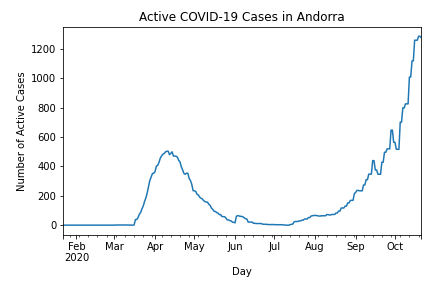 Active COVID-19 Cases in Andorra
Number of Active Cases
1200
1000
800
600
400
200
0
Feb Mar Apr May Jun Jul Aug Sep Oct
2020
Day